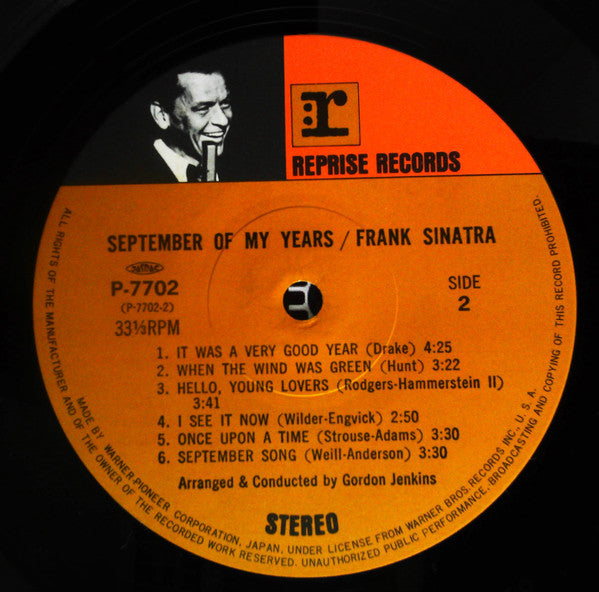 r
REPRISE RECORDS
SEPTEMBER OF MY YEARS / FRANK SINATRA
JASRAC
P-7702
(P-7702-2)
33⅓RPM
SIDE
2
1. IT WAS A VERY GOOD YEAR (Drake) 4:25
2. WHEN THE WIND WAS GREEN (Hunt) 3:22
3. HELLO, YOUNG LOVERS (Rodgers-Hammerstein II)
3:41
4. I SEE IT NOW (Wilder-Engvick) 2:50
5. ONCE UPON A TIME (Strouse-Adams) 3:30
6. SEPTEMBER SONG (Weill-Anderson) 3:30
Arranged & Conducted by Gordon Jenkins
STEREO
MADE BY WARNER-PIONEER CORPORATION, JAPAN, UNDER LICENSE FROM WARNER BROS. RECORDS INC., U. S. A.
ALL RIGHTS OF THE MANUFACTURER AND OF THE OWNER OF THE RECORDED WORK RESERVED. UNAUTHORIZED PUBLIC PERFORMANCE, BROADCASTING AND COPYING OF THIS RECORD PROHIBITED.